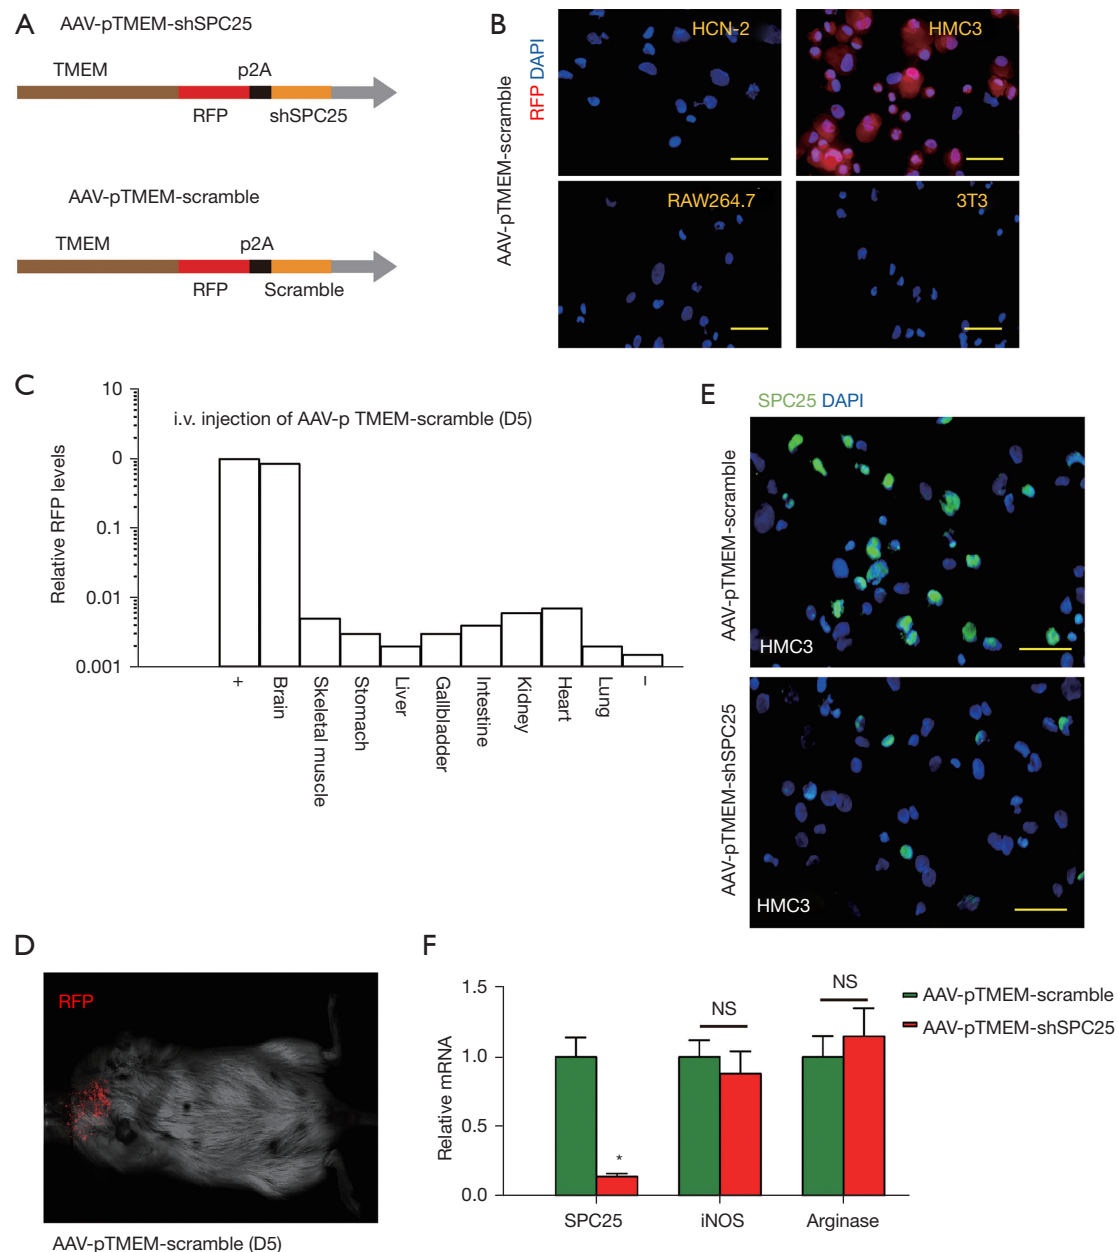 A
AAV-pTMEM-shSPC25
TMEM
p2A
RFP
shSPC25
AAV-pTMEM-scramble
TMEM
p2A
RFP
Scramble
B
AAV-pTMEM-scramble
RFP DAPI
HCN-2
HMC3
RAW264.7
3T3
C
i.v. injection of AAV-p TMEM-scramble (D5)
Relative RFP levels
10
0
0.1
0.01
0.001
+
Brain
Skeletal muscle
Stomach
Liver
Gallbladder
Intestine
Kidney
Heart
Lung
–
D
RFP
AAV-pTMEM-scramble (D5)
E
SPC25 DAPI
AAV-pTMEM-scramble
HMC3
AAV-pTMEM-shSPC25
HMC3
F
Relative mRNA
1.5
1.0
0.5
0.0
*
NS
NS
SPC25
iNOS
Arginase
AAV-pTMEM-scramble
AAV-pTMEM-shSPC25